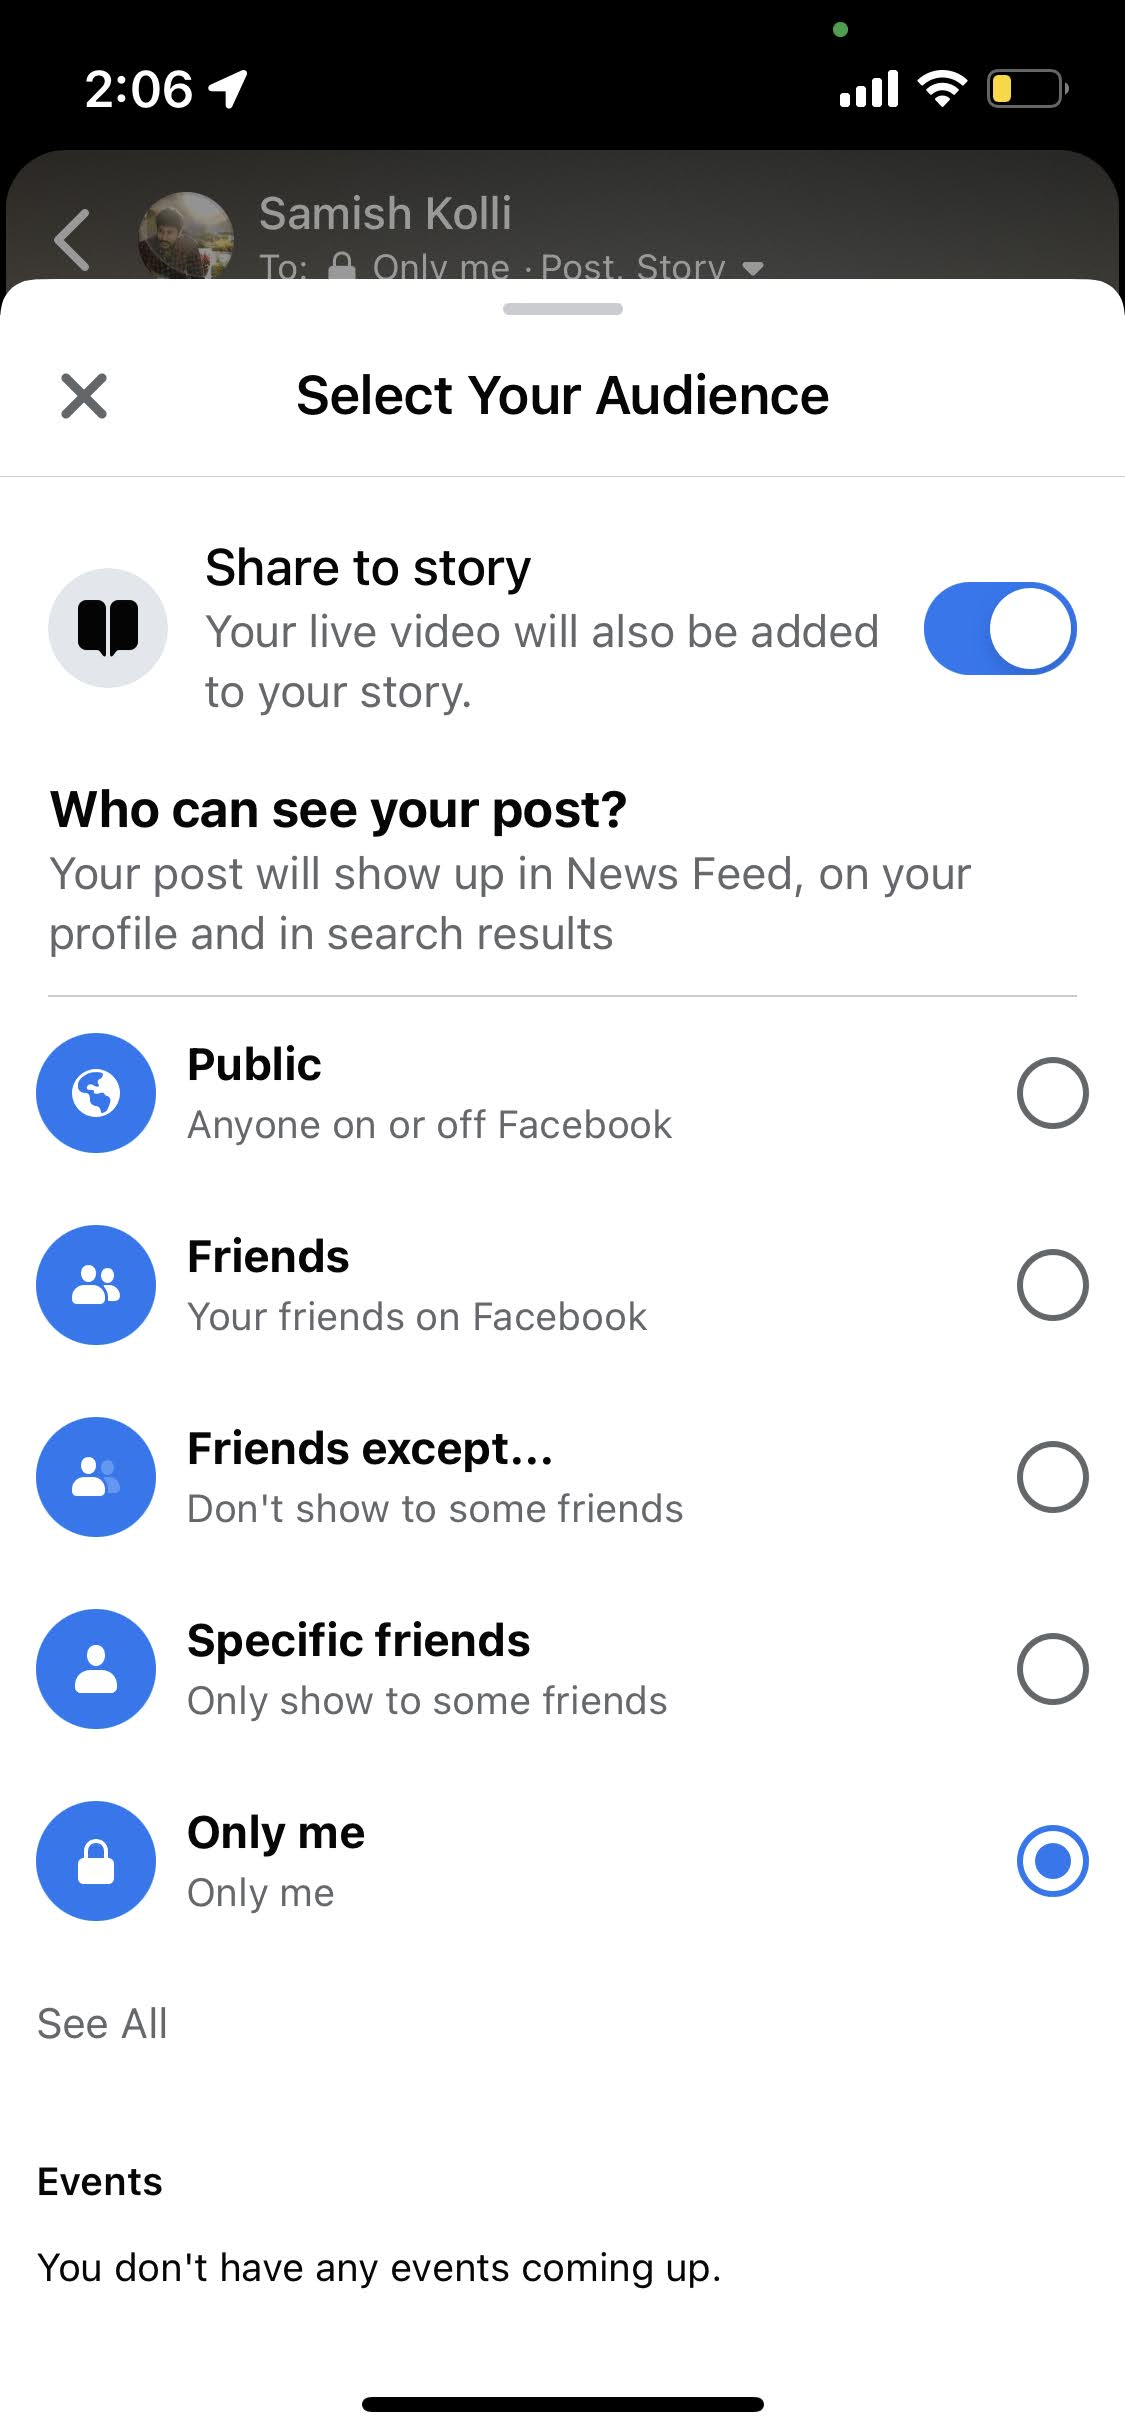 2:06
Samish Kolli
To: Only me · Post, Story
Select Your Audience
Share to story
Your live video will also be added
to your story.
Who can see your post?
Your post will show up in News Feed, on your
profile and in search results
Public
Anyone on or off Facebook
Friends
Your friends on Facebook
Friends except...
Don't show to some friends
Specific friends
Only show to some friends
Only me
Only me
See All
Events
You don't have any events coming up.